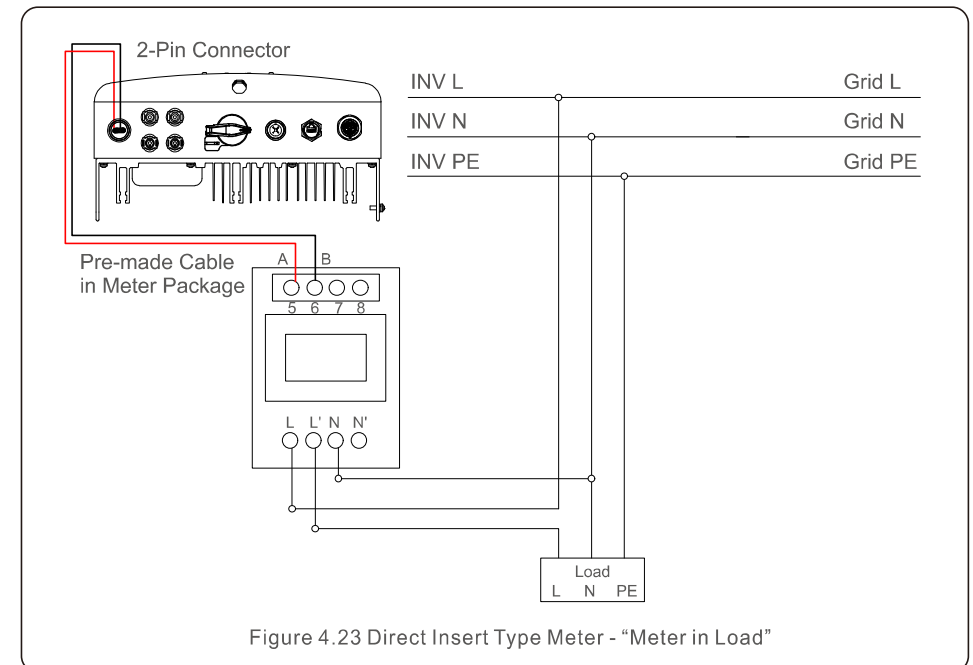 2-Pin Connector
INV L Grid L
INV N Grid N
INV PE Grid PE
Pre-made Cable
in Meter Package
A B
5 6 7 8
L L' N N'
Load
L N PE
Figure 4.23 Direct Insert Type Meter - “Meter in Load”